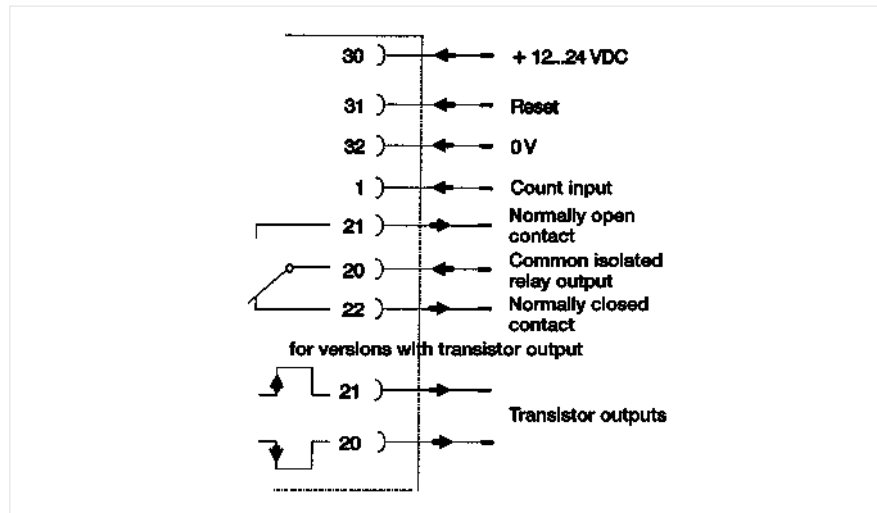 30 + 12...24 VDC
31 Reset
32 0 V
1 Count input
21 Normally open
contact
20 Common isolated
relay output
22 Normally closed
contact
for versions with transistor output
21
Transistor outputs
20